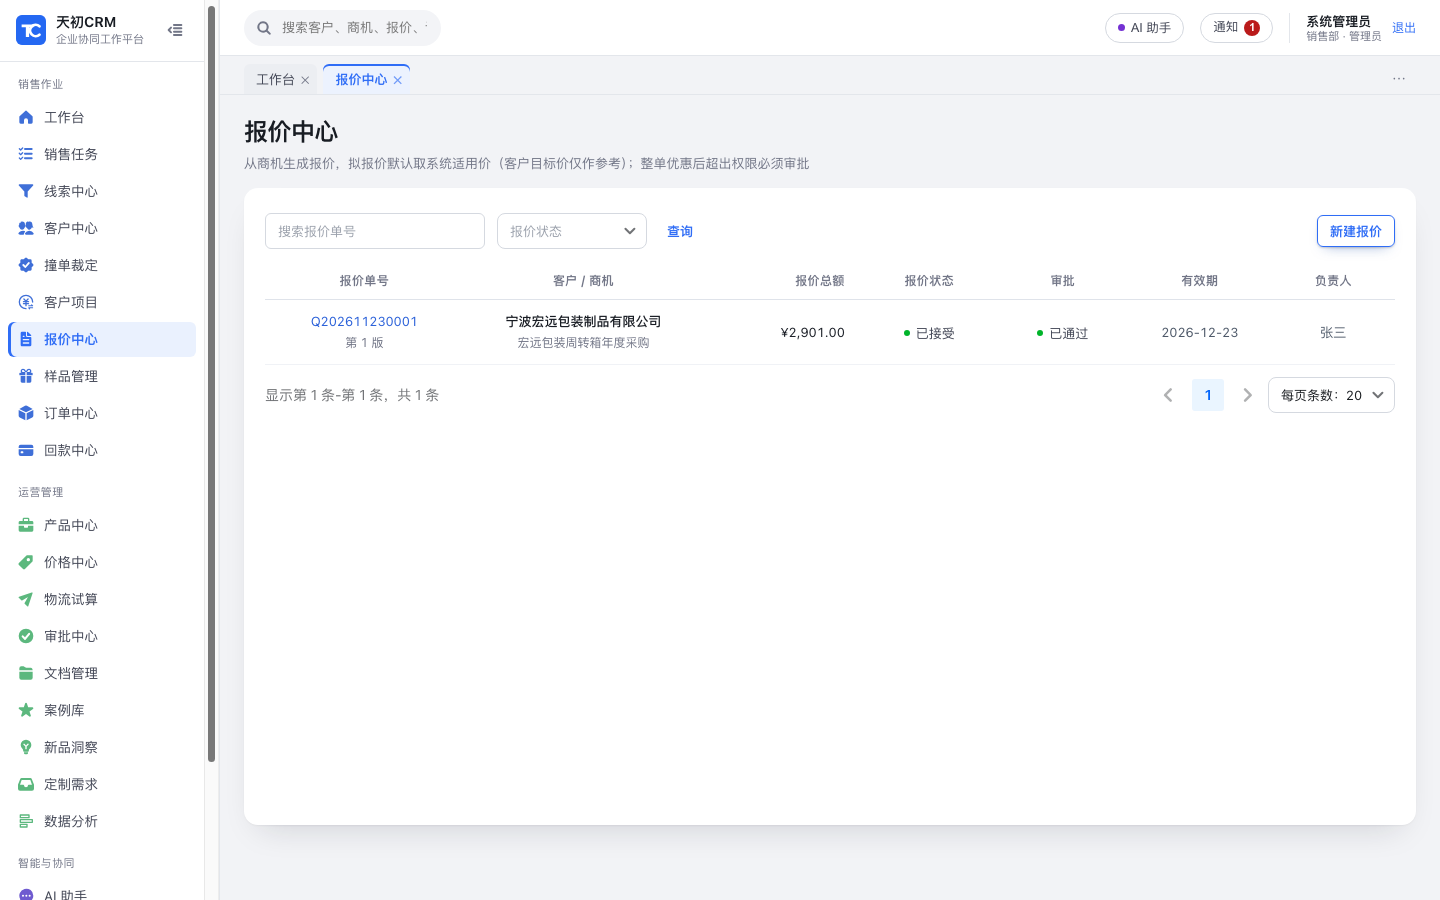 天初CRM
企业协同工作平台
销售作业
工作台
销售任务
线索中心
客户中心
撞单裁定
客户项目
报价中心
样品管理
订单中心
回款中心
运营管理
产品中心
价格中心
物流试算
审批中心
文档管理
案例库
新品洞察
定制需求
数据分析
智能与协同
AI 助手
搜索客户、商机、报价、
AI 助手
通知 1
系统管理员
销售部 · 管理员
退出
工作台
报价中心
报价中心
从商机生成报价，拟报价默认取系统适用价（客户目标价仅作参考）；整单优惠后超出权限必须审批
搜索报价单号
报价状态
查询
新建报价
报价单号 客户 / 商机 报价总额 报价状态 审批 有效期 负责人
Q202611230001 宁波宏远包装制品有限公司 ¥2,901.00 已接受 已通过 2026-12-23 张三
第 1 版 宏远包装周转箱年度采购
显示第 1 条-第 1 条，共 1 条
1
每页条数：20